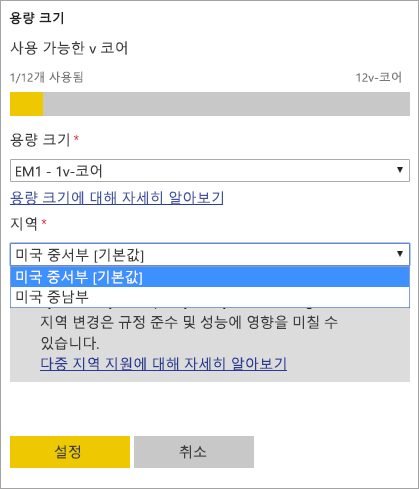 용량 크기
사용 가능한 v 코어
1/12개 사용됨 12v-코어
용량 크기*
EM1 - 1v-코어
용량 크기에 대해 자세히 알아보기
지역*
미국 중서부 [기본값]
미국 중서부 [기본값]
미국 중남부
지역 변경은 규정 준수 및 성능에 영향을 미칠 수
있습니다.
다중 지역 지원에 대해 자세히 알아보기
설정 취소